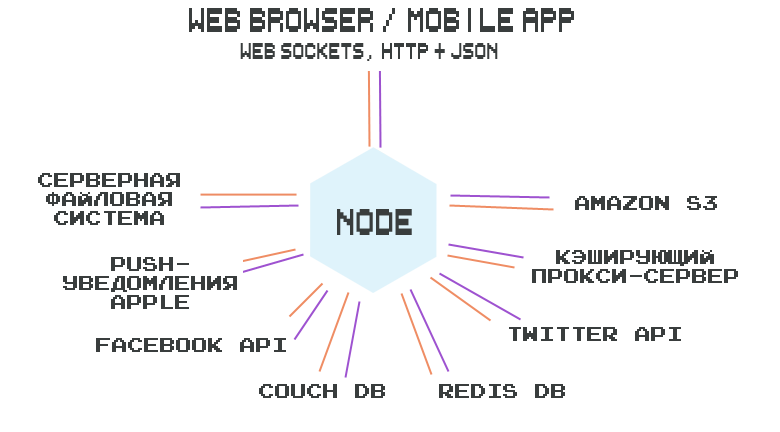 WEB BROWSER / MOBILE APP
WEB SOCKETS, HTTP + JSON
СЕРВЕРНАЯ
ФАЙЛОВАЯ
СИСТЕМА
AMAZON S3
NODE
PUSH-
УВЕДОМЛЕНИЯ
APPLE
КЭШИРУЮЩИЙ
ПРОКСИ-СЕРВЕР
FACEBOOK API
TWITTER API
COUCH DB
REDIS DB